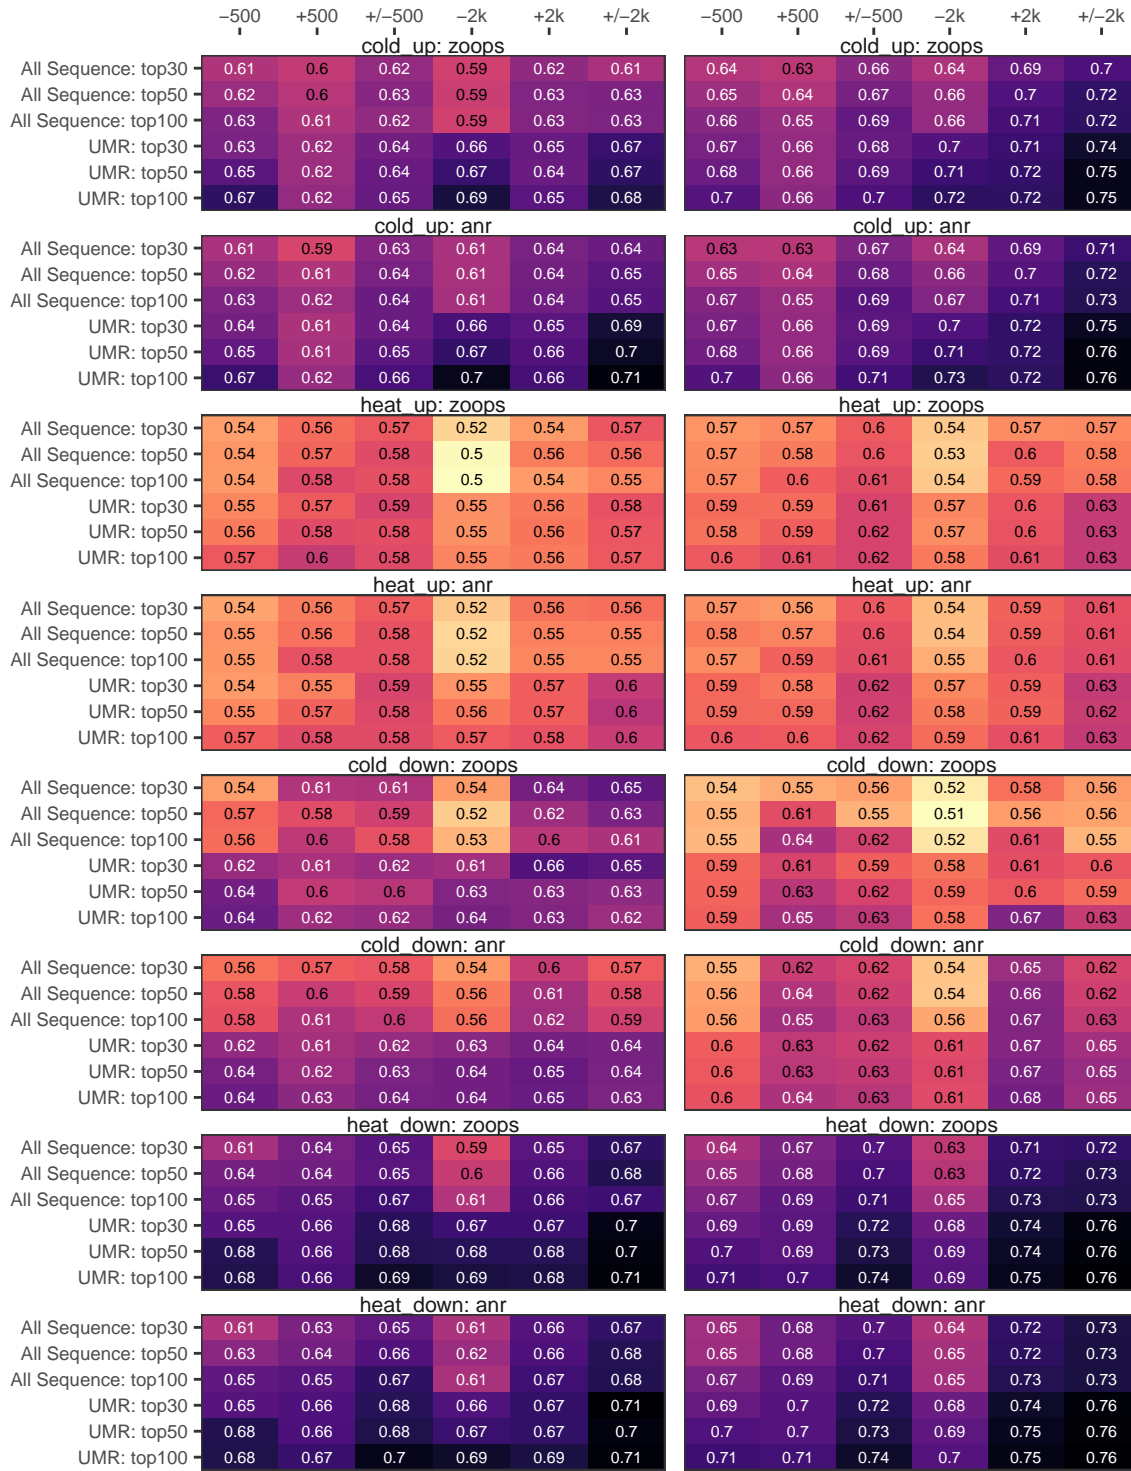 −500 +500 +/−500 −2k +2k +/−2k −500 +500 +/−500 −2k +2k +/−2k
cold_up: zoops cold_up: zoops
All Sequence: top30 0.61 0.6 0.62 0.59 0.62 0.61 0.64 0.63 0.66 0.64 0.69 0.7
All Sequence: top50 0.62 0.6 0.63 0.59 0.63 0.63 0.65 0.64 0.67 0.66 0.7 0.72
All Sequence: top100 0.63 0.61 0.62 0.59 0.63 0.63 0.66 0.65 0.69 0.66 0.71 0.72
UMR: top30 0.63 0.62 0.64 0.66 0.65 0.67 0.67 0.66 0.68 0.7 0.71 0.74
UMR: top50 0.65 0.62 0.64 0.67 0.64 0.67 0.68 0.66 0.69 0.71 0.72 0.75
UMR: top100 0.67 0.62 0.65 0.69 0.65 0.68 0.7 0.66 0.7 0.72 0.72 0.75
cold_up: anr cold_up: anr
All Sequence: top30 0.61 0.59 0.63 0.61 0.64 0.64 0.63 0.63 0.67 0.64 0.69 0.71
All Sequence: top50 0.62 0.61 0.64 0.61 0.64 0.65 0.65 0.64 0.68 0.66 0.7 0.72
All Sequence: top100 0.63 0.62 0.64 0.61 0.64 0.65 0.67 0.65 0.69 0.67 0.71 0.73
UMR: top30 0.64 0.61 0.64 0.66 0.65 0.69 0.67 0.66 0.69 0.7 0.72 0.75
UMR: top50 0.65 0.61 0.65 0.67 0.66 0.7 0.68 0.66 0.69 0.71 0.72 0.76
UMR: top100 0.67 0.62 0.66 0.7 0.66 0.71 0.7 0.66 0.71 0.73 0.72 0.76
heat_up: zoops heat_up: zoops
All Sequence: top30 0.54 0.56 0.57 0.52 0.54 0.57 0.57 0.57 0.6 0.54 0.57 0.57
All Sequence: top50 0.54 0.57 0.58 0.5 0.56 0.56 0.57 0.58 0.6 0.53 0.6 0.58
All Sequence: top100 0.54 0.58 0.58 0.5 0.54 0.55 0.57 0.6 0.61 0.54 0.59 0.58
UMR: top30 0.55 0.57 0.59 0.55 0.56 0.58 0.59 0.59 0.61 0.57 0.6 0.63
UMR: top50 0.56 0.58 0.58 0.55 0.56 0.57 0.58 0.59 0.62 0.57 0.6 0.63
UMR: top100 0.57 0.6 0.58 0.55 0.56 0.57 0.6 0.61 0.62 0.58 0.61 0.63
heat_up: anr heat_up: anr
All Sequence: top30 0.54 0.56 0.57 0.52 0.56 0.56 0.57 0.56 0.6 0.54 0.59 0.61
All Sequence: top50 0.55 0.56 0.58 0.52 0.55 0.55 0.58 0.57 0.6 0.54 0.59 0.61
All Sequence: top100 0.55 0.58 0.58 0.52 0.55 0.55 0.57 0.59 0.61 0.55 0.6 0.61
UMR: top30 0.54 0.55 0.59 0.55 0.57 0.6 0.59 0.58 0.62 0.57 0.59 0.63
UMR: top50 0.55 0.57 0.58 0.56 0.57 0.6 0.59 0.59 0.62 0.58 0.59 0.62
UMR: top100 0.57 0.58 0.58 0.57 0.58 0.6 0.6 0.6 0.62 0.59 0.61 0.63
cold_down: zoops cold_down: zoops
All Sequence: top30 0.54 0.61 0.61 0.54 0.64 0.65 0.54 0.55 0.56 0.52 0.58 0.56
All Sequence: top50 0.57 0.58 0.59 0.52 0.62 0.63 0.55 0.61 0.55 0.51 0.56 0.56
All Sequence: top100 0.56 0.6 0.58 0.53 0.6 0.61 0.55 0.64 0.62 0.52 0.61 0.55
UMR: top30 0.62 0.61 0.62 0.61 0.66 0.65 0.59 0.61 0.59 0.58 0.61 0.6
UMR: top50 0.64 0.6 0.6 0.63 0.63 0.63 0.59 0.63 0.62 0.59 0.6 0.59
UMR: top100 0.64 0.62 0.62 0.64 0.63 0.62 0.59 0.65 0.63 0.58 0.67 0.63
cold_down: anr cold_down: anr
All Sequence: top30 0.56 0.57 0.58 0.54 0.6 0.57 0.55 0.62 0.62 0.54 0.65 0.62
All Sequence: top50 0.58 0.6 0.59 0.56 0.61 0.58 0.56 0.64 0.62 0.54 0.66 0.62
All Sequence: top100 0.58 0.61 0.6 0.56 0.62 0.59 0.56 0.65 0.63 0.56 0.67 0.63
UMR: top30 0.62 0.61 0.62 0.63 0.64 0.64 0.6 0.63 0.62 0.61 0.67 0.65
UMR: top50 0.64 0.62 0.63 0.64 0.65 0.64 0.6 0.63 0.63 0.61 0.67 0.65
UMR: top100 0.64 0.63 0.64 0.64 0.65 0.63 0.6 0.64 0.63 0.61 0.68 0.65
heat_down: zoops heat_down: zoops
All Sequence: top30 0.61 0.64 0.65 0.59 0.65 0.67 0.64 0.67 0.7 0.63 0.71 0.72
All Sequence: top50 0.64 0.64 0.65 0.6 0.66 0.68 0.65 0.68 0.7 0.63 0.72 0.73
All Sequence: top100 0.65 0.65 0.67 0.61 0.66 0.67 0.67 0.69 0.71 0.65 0.73 0.73
UMR: top30 0.65 0.66 0.68 0.67 0.67 0.7 0.69 0.69 0.72 0.68 0.74 0.76
UMR: top50 0.68 0.66 0.68 0.68 0.68 0.7 0.7 0.69 0.73 0.69 0.74 0.76
UMR: top100 0.68 0.66 0.69 0.69 0.68 0.71 0.71 0.7 0.74 0.69 0.75 0.76
heat_down: anr heat_down: anr
All Sequence: top30 0.61 0.63 0.65 0.61 0.66 0.67 0.65 0.68 0.7 0.64 0.72 0.73
All Sequence: top50 0.63 0.64 0.66 0.62 0.66 0.68 0.65 0.68 0.7 0.65 0.72 0.73
All Sequence: top100 0.65 0.65 0.67 0.61 0.67 0.68 0.67 0.69 0.71 0.65 0.73 0.73
UMR: top30 0.65 0.66 0.68 0.66 0.68 0.71 0.69 0.7 0.72 0.68 0.74 0.76
UMR: top50 0.68 0.66 0.68 0.67 0.67 0.7 0.7 0.7 0.73 0.69 0.75 0.76
UMR: top100 0.68 0.67 0.7 0.69 0.69 0.71 0.71 0.71 0.74 0.7 0.75 0.76